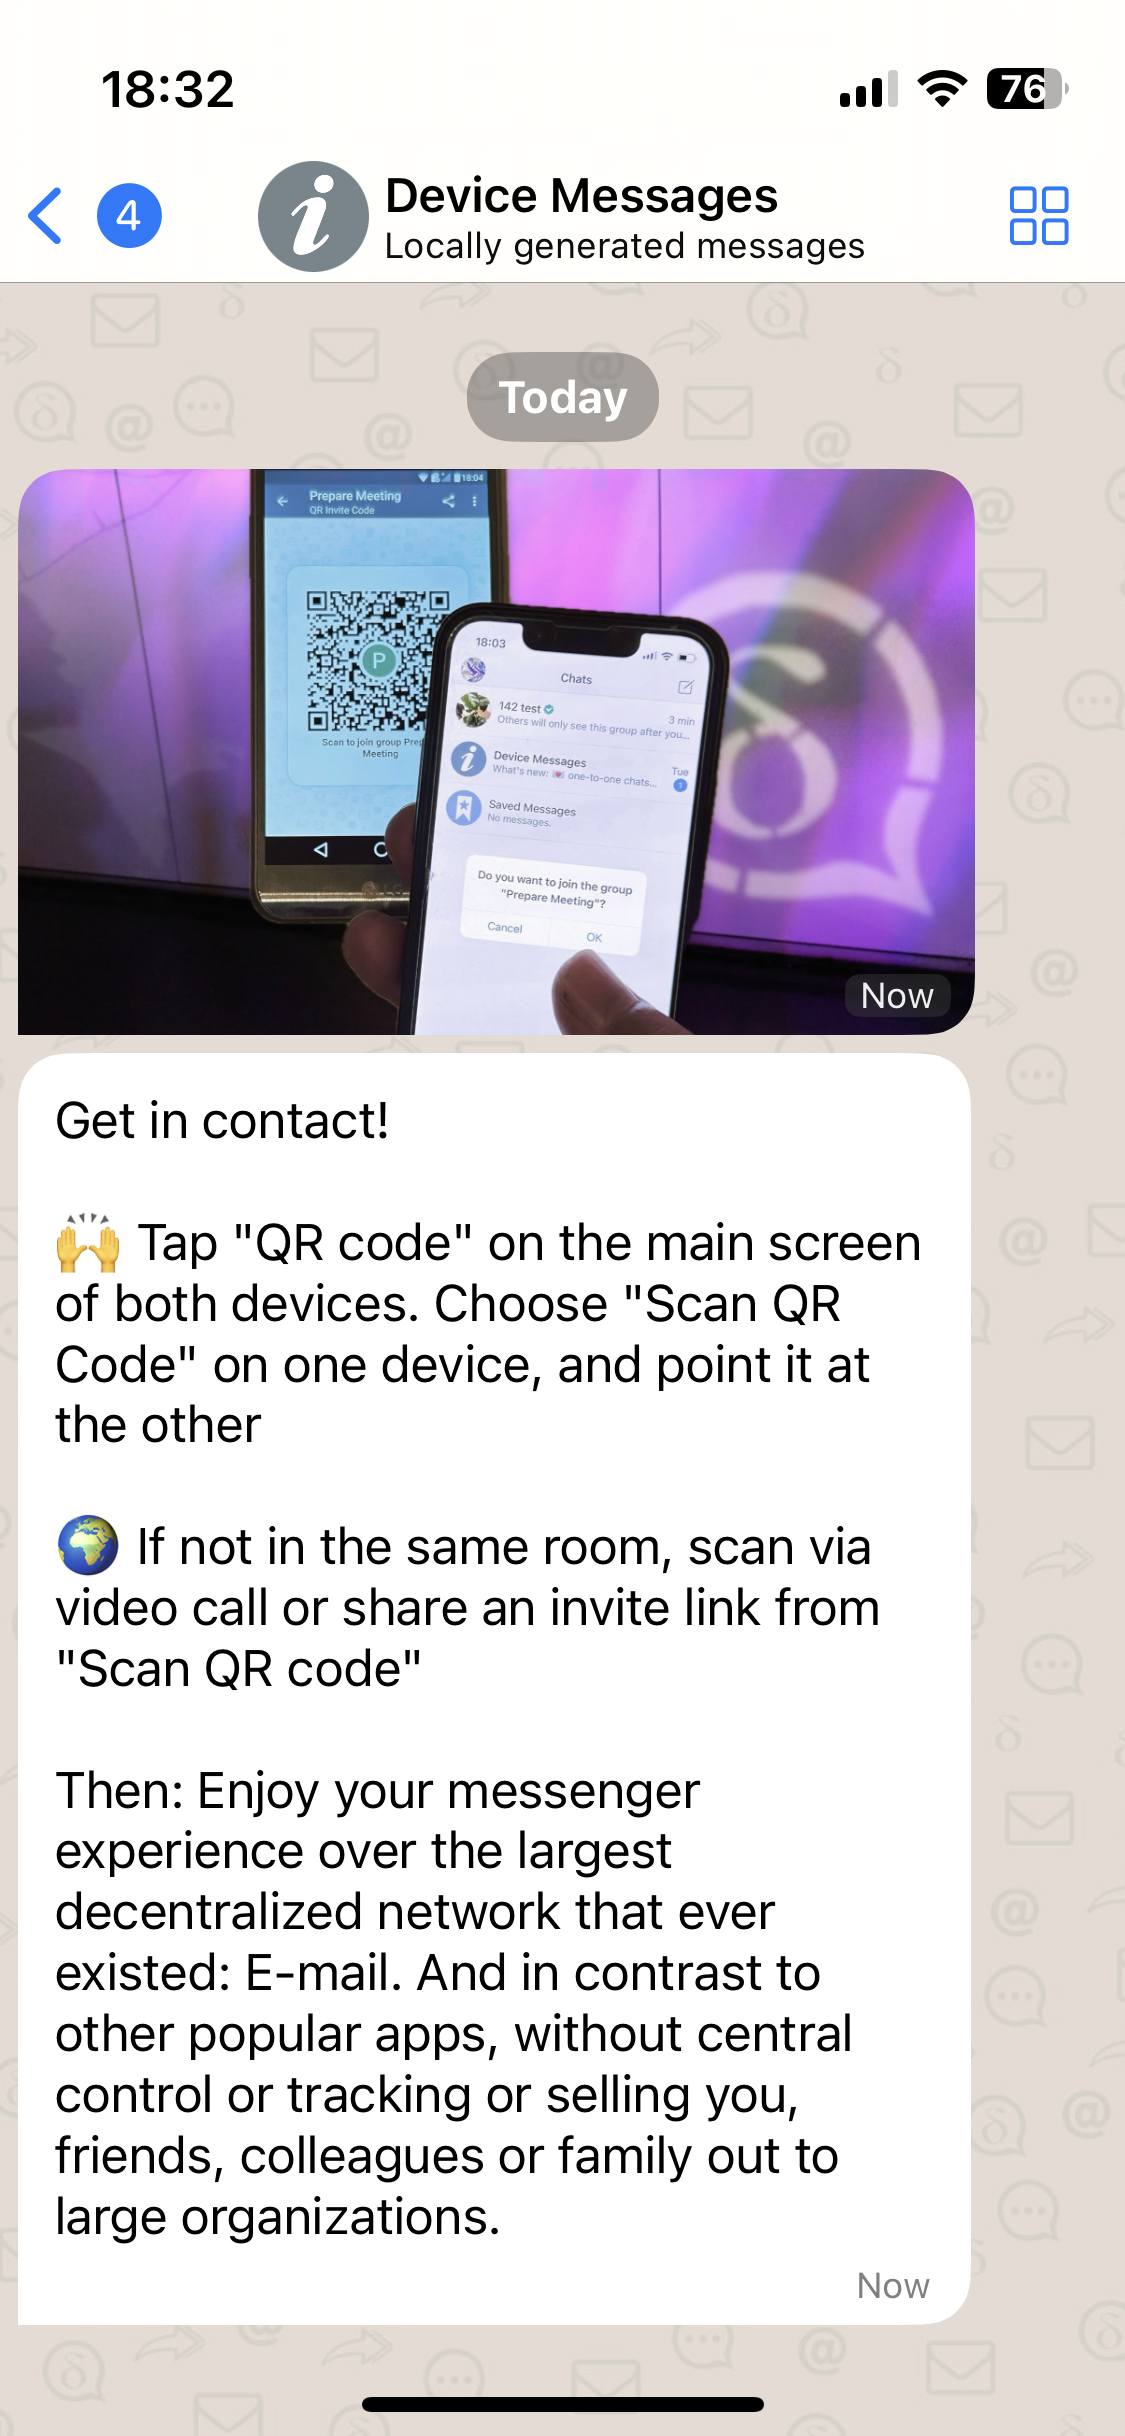 18:32
76
4
Device Messages
Locally generated messages
Today
18:04
Prepare Meeting
QR Invite Code
P
Scan to join group Prep
Meeting
LG
18:03
Chats
142 test
3 min
Others will only see this group after you...
Device Messages
Tue
What's new: 💌 one-to-one chats...
1
Saved Messages
No messages.
Do you want to join the group
"Prepare Meeting"?
Cancel
OK
Now
Get in contact!
🙌 Tap "QR code" on the main screen
of both devices. Choose "Scan QR
Code" on one device, and point it at
the other
🌍 If not in the same room, scan via
video call or share an invite link from
"Scan QR code"
Then: Enjoy your messenger
experience over the largest
decentralized network that ever
existed: E-mail. And in contrast to
other popular apps, without central
control or tracking or selling you,
friends, colleagues or family out to
large organizations.
Now